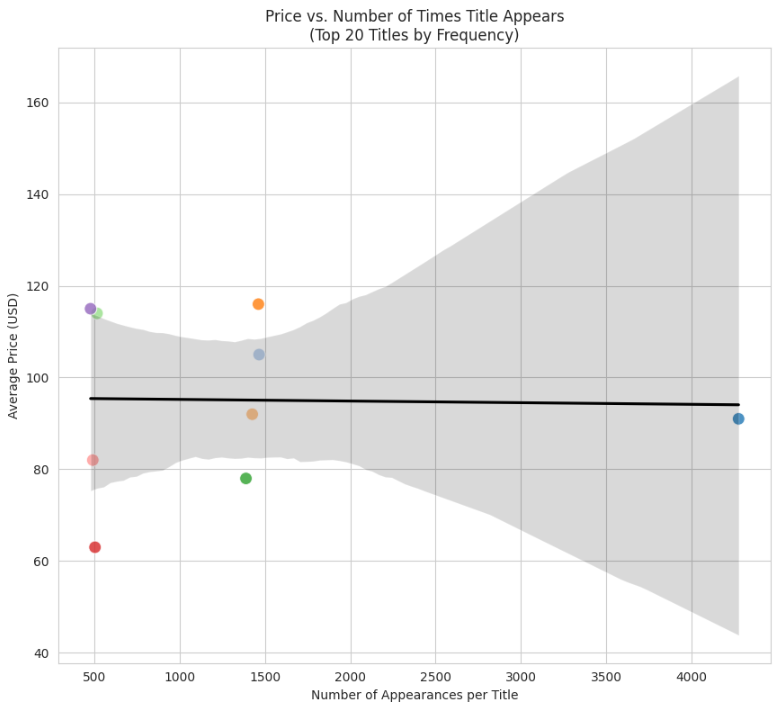 Price vs. Number of Times Title Appears
(Top 20 Titles by Frequency)
Average Price (USD)
160
140
120
100
80
60
40
500 1000 1500 2000 2500 3000 3500 4000
Number of Appearances per Title